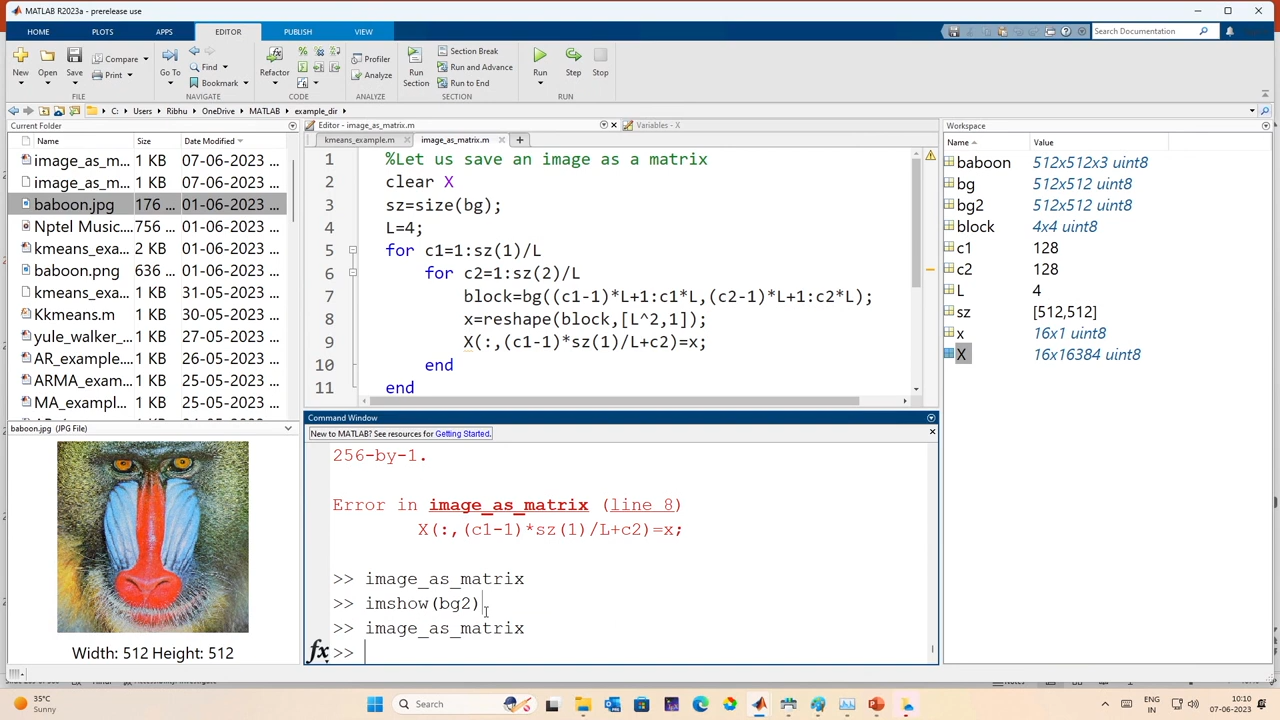 MATLAB R2023a - prerelease use
HOME PLOTS APPS EDITOR PUBLISH VIEW
Search Documentation
New Open Save Compare Print Go To Find Bookmark Refactor Profiler Analyze Run Section Section Break Run and Advance Run to End Run Step Stop
FILE NAVIGATE CODE ANALYZE SECTION RUN
C: Users Ribhu OneDrive MATLAB example_dir
Current Folder
Name Size Date Modified
image_as_m... 1 KB 07-06-2023 ...
image_as_m... 1 KB 07-06-2023 ...
baboon.jpg 176 ... 01-06-2023 ...
Nptel Music... 756 ... 01-06-2023 ...
kmeans_exa... 2 KB 01-06-2023 ...
baboon.png 636 ... 01-06-2023 ...
kmeans_exa... 1 KB 31-05-2023 ...
Kkmeans.m 1 KB 30-05-2023 ...
yule_walker_... 1 KB 27-05-2023 ...
AR_example... 1 KB 26-05-2023 ...
ARMA_exam... 1 KB 25-05-2023 ...
MA_exampl... 1 KB 25-05-2023 ...
baboon.jpg (JPG File)
Width: 512 Height: 512
Editor - image_as_matrix.m Variables - X
kmeans_example.m image_as_matrix.m
1 %Let us save an image as a matrix
2 clear X
3 sz=size(bg);
4 L=4;
5 for c1=1:sz(1)/L
6 for c2=1:sz(2)/L
7 block=bg((c1-1)*L+1:c1*L,(c2-1)*L+1:c2*L);
8 x=reshape(block,[L^2,1]);
9 X(:,(c1-1)*sz(1)/L+c2)=x;
10 end
11 end
Command Window
New to MATLAB? See resources for Getting Started.
256-by-1.
Error in image_as_matrix (line 8)
X(:,(c1-1)*sz(1)/L+c2)=x;
>> image_as_matrix
>> imshow(bg2)
>> image_as_matrix
fx >>
Workspace
Name Value
baboon 512x512x3 uint8
bg 512x512 uint8
bg2 512x512 uint8
block 4x4 uint8
c1 128
c2 128
L 4
sz [512,512]
x 16x1 uint8
X 16x16384 uint8
35°C
Sunny
Search
ENG
IN
10:10
07-06-2023